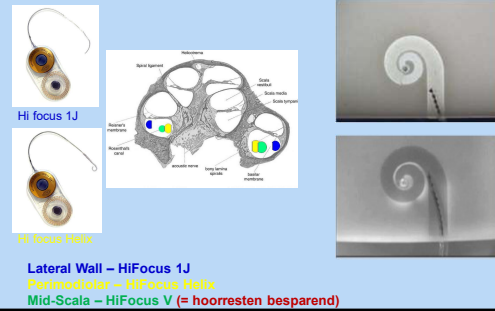 Hi focus 1J
Hi focus Helix
Helicotrema
Spiral ligament
Scala
vestibuli
Scala media
Scala tympani
Reisner's
membrane
Rosenthal's
canal
acoustic nerve
bony lamina
spiralis
basilar
membrane
Lateral Wall – HiFocus 1J
Perimodiolar – HiFocus Helix
Mid-Scala – HiFocus V (= hoorresten besparend)